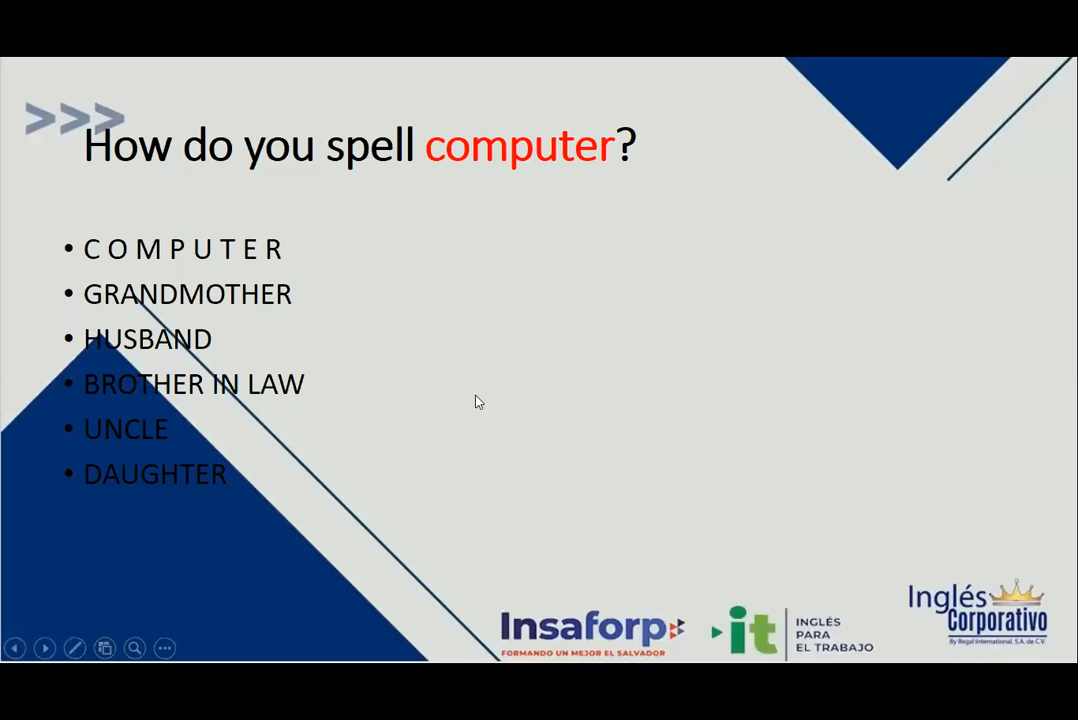 >>>
How do you spell computer?
• C O M P U T E R
• GRANDMOTHER
• HUSBAND
• BROTHER IN LAW
• UNCLE
• DAUGHTER
Insaforp
FORMANDO UN MEJOR EL SALVADOR
it
INGLÉS
PARA
EL TRABAJO
Inglés
Corporativo
By Regal International, S.A. de C.V.